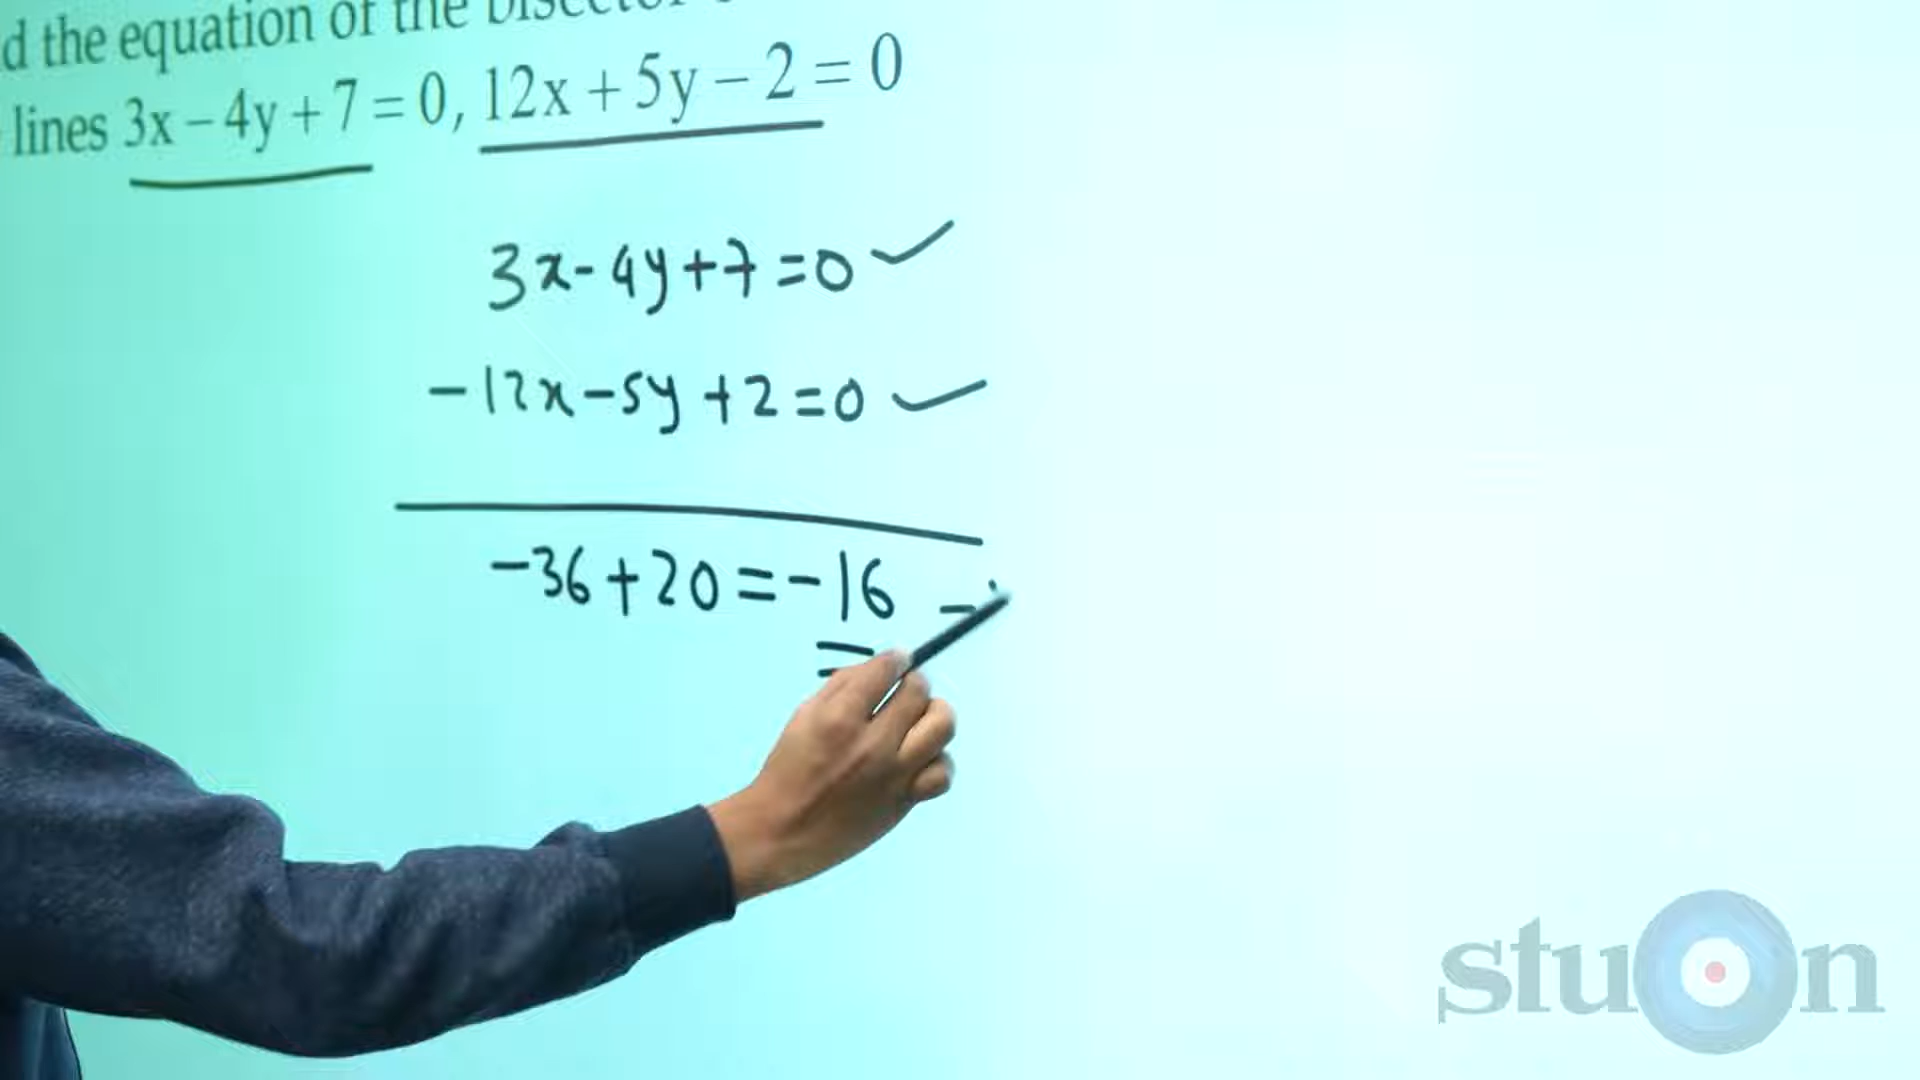 d the equation of the
lines 3x – 4y + 7 = 0, 12x + 5y – 2 = 0
3x - 4y + 7 = 0 ✓
-12x - 5y + 2 = 0 ✓
-36 + 20 = -16 -
stuOn